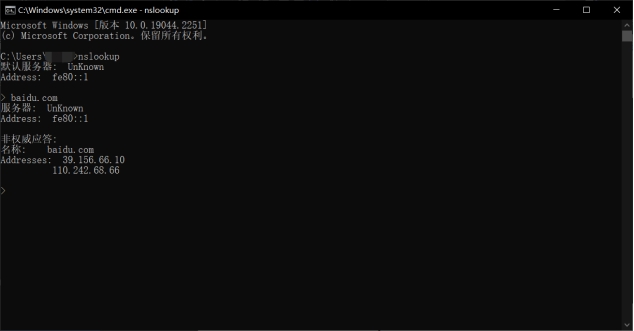 C:\Windows\system32\cmd.exe - nslookup
Microsoft Windows [版本 10.0.19044.2251]
(c) Microsoft Corporation。保留所有权利。
C:\Users\>nslookup
默认服务器:  UnKnown
Address:  fe80::1
> baidu.com
服务器:  UnKnown
Address:  fe80::1
非权威应答:
名称:    baidu.com
Addresses:  39.156.66.10
110.242.68.66
>